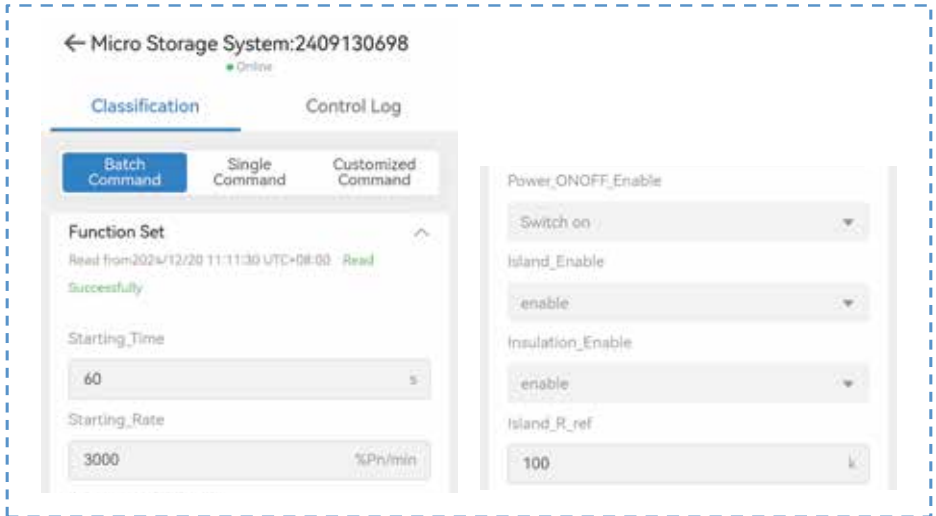 ← Micro Storage System:2409130698
Online
Classification
Control Log
Batch Command
Single Command
Customized Command
Function Set
Read from2024/12/20 11:11:30 UTC+08:00 Read
Successfully
Starting_Time
60 s
Starting_Rate
3000 %Pn/min
Power_ONOFF_Enable
Switch on
Island_Enable
enable
Insulation_Enable
enable
Island_R_ref
100 k